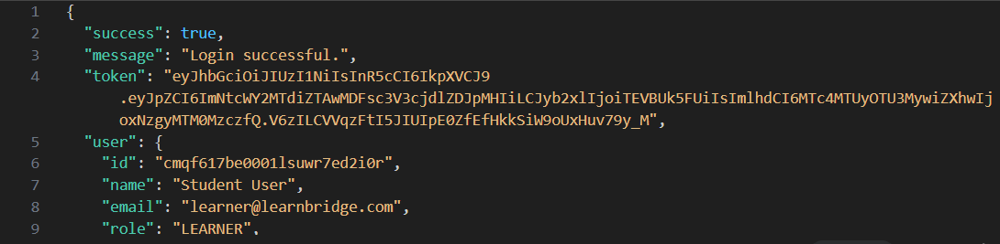 1 {
2 "success": true,
3 "message": "Login successful.",
4 "token": "eyJhbGciOiJIUzI1NiIsInR5cCI6IkpXVCJ9
.eyJpZCI6ImNtcWY2MTdiZTAwMDFsc3V3cjdlZDJpMHIiLCJyb2xlIjoiTEVBUk5FUiIsImlhdCI6MTc4MTUyOTU3MywiZXhwIj
oxNzgyMTM0MzczfQ.V6zILCVVqzFtI5JIUIpE0ZfEfHkkSiW9oUxHuv79y_M",
5 "user": {
6 "id": "cmqf617be0001lsuwr7ed2i0r",
7 "name": "Student User",
8 "email": "learner@learnbridge.com",
9 "role": "LEARNER",